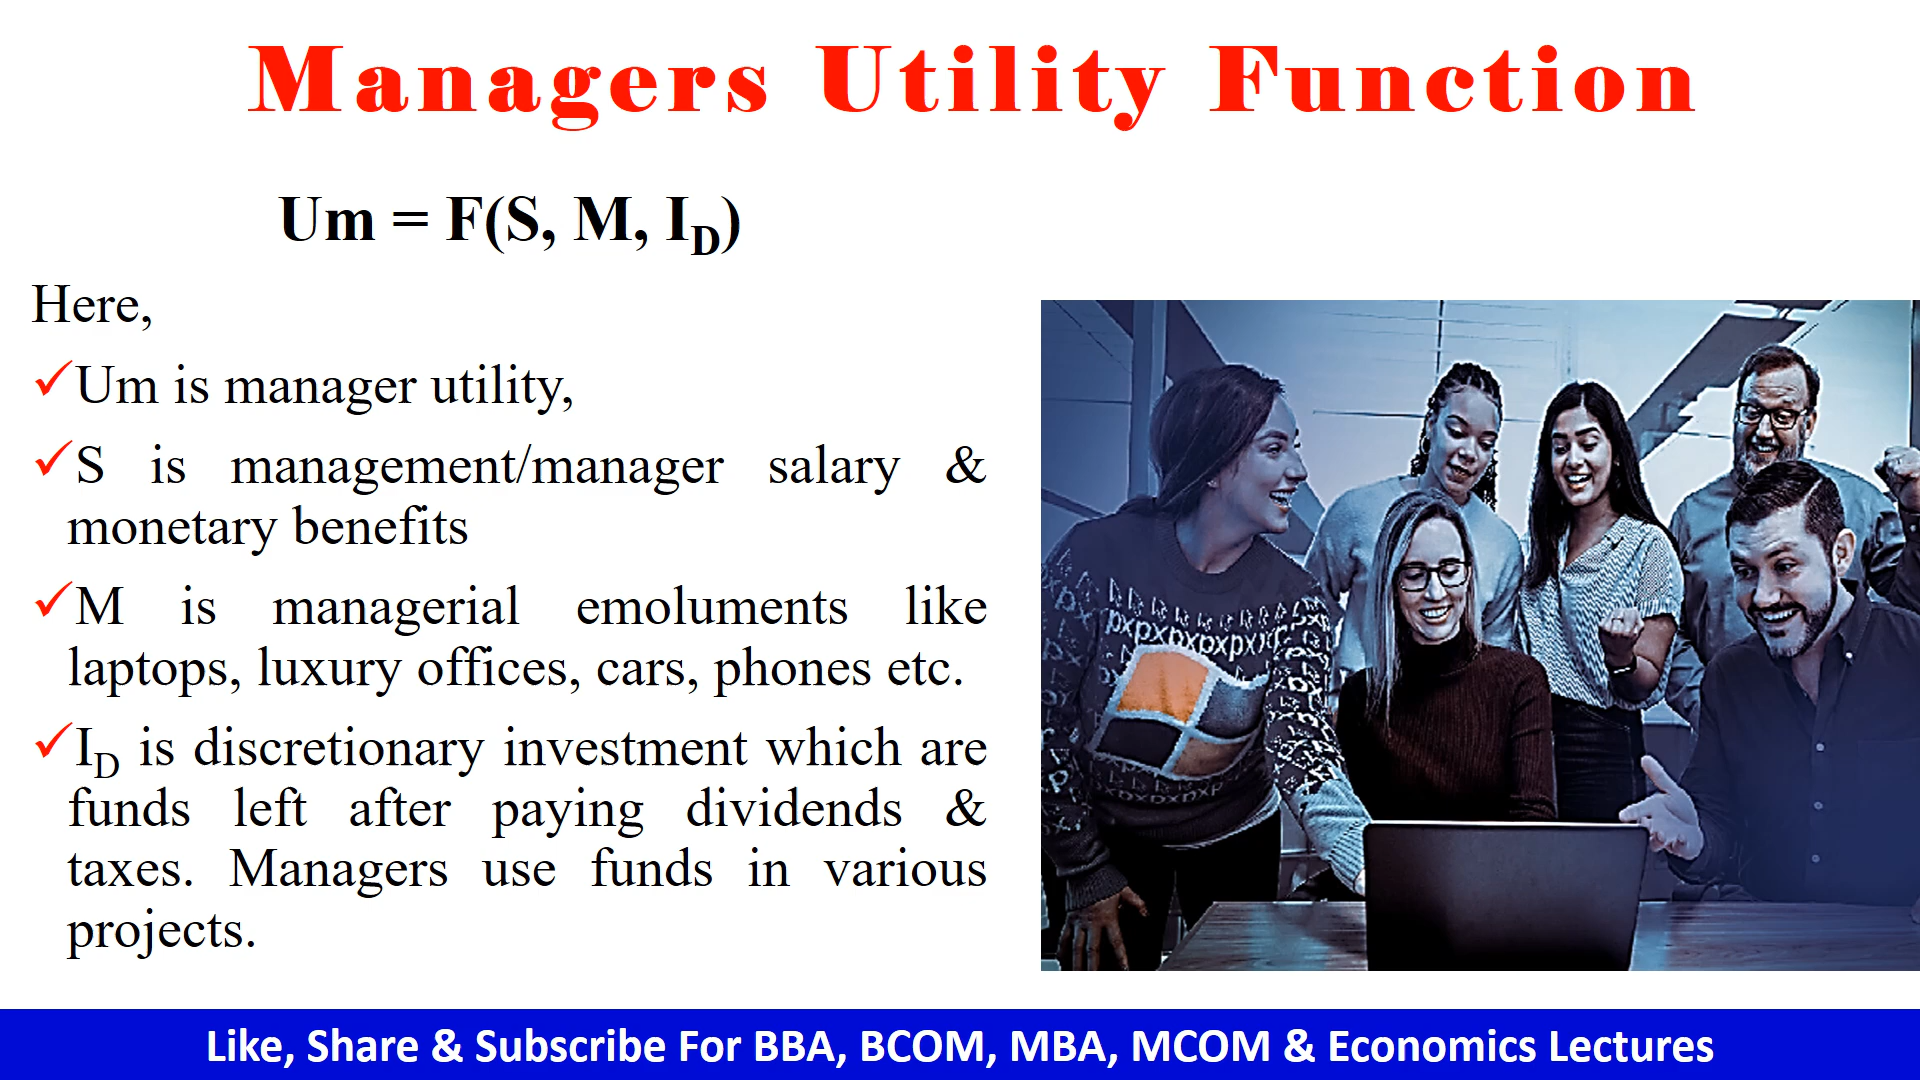 Managers Utility Function
Um = F(S, M, I_D)
Here,
✓Um is manager utility,
✓S is management/manager salary &
monetary benefits
✓M is managerial emoluments like
laptops, luxury offices, cars, phones etc.
✓I_D is discretionary investment which are
funds left after paying dividends &
taxes. Managers use funds in various
projects.
Like, Share & Subscribe For BBA, BCOM, MBA, MCOM & Economics Lectures